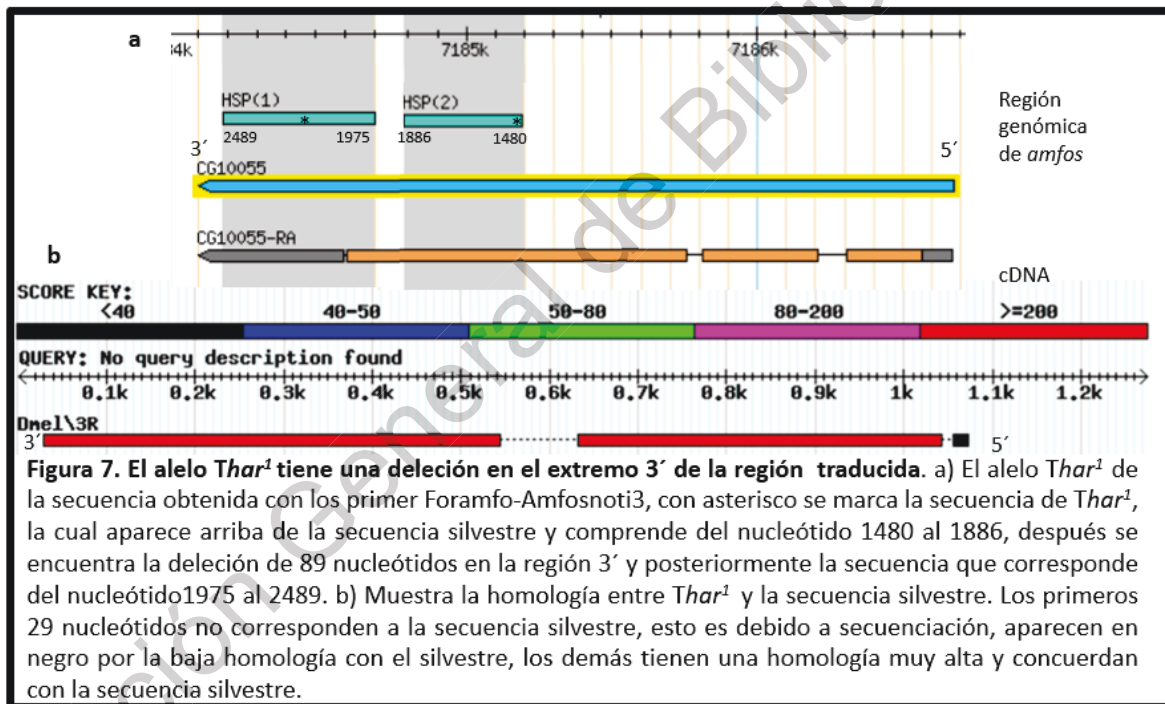 a
34k 7185k 7186k
HSP(1) HSP(2)
* *
2489 1975 1886 1480
Región
genómica
de amfos
3´ 5´
CG10055
CG10055-RA
b
cDNA
SCORE KEY:
<40 40-50 50-80 80-200 >=200
QUERY: No query description found
0.1k 0.2k 0.3k 0.4k 0.5k 0.6k 0.7k 0.8k 0.9k 1k 1.1k 1.2k
Dmel\3R
3´ 5´
Figura 7. El alelo Thar¹ tiene una deleción en el extremo 3´ de la región traducida. a) El alelo Thar¹ de
la secuencia obtenida con los primer Foramfo-Amfosnoti3, con asterisco se marca la secuencia de Thar¹,
la cual aparece arriba de la secuencia silvestre y comprende del nucleótido 1480 al 1886, después se
encuentra la deleción de 89 nucleótidos en la región 3´ y posteriormente la secuencia que corresponde
del nucleótido1975 al 2489. b) Muestra la homología entre Thar¹ y la secuencia silvestre. Los primeros
29 nucleótidos no corresponden a la secuencia silvestre, esto es debido a secuenciación, aparecen en
negro por la baja homología con el silvestre, los demás tienen una homología muy alta y concuerdan
con la secuencia silvestre.
ción General de Biblio